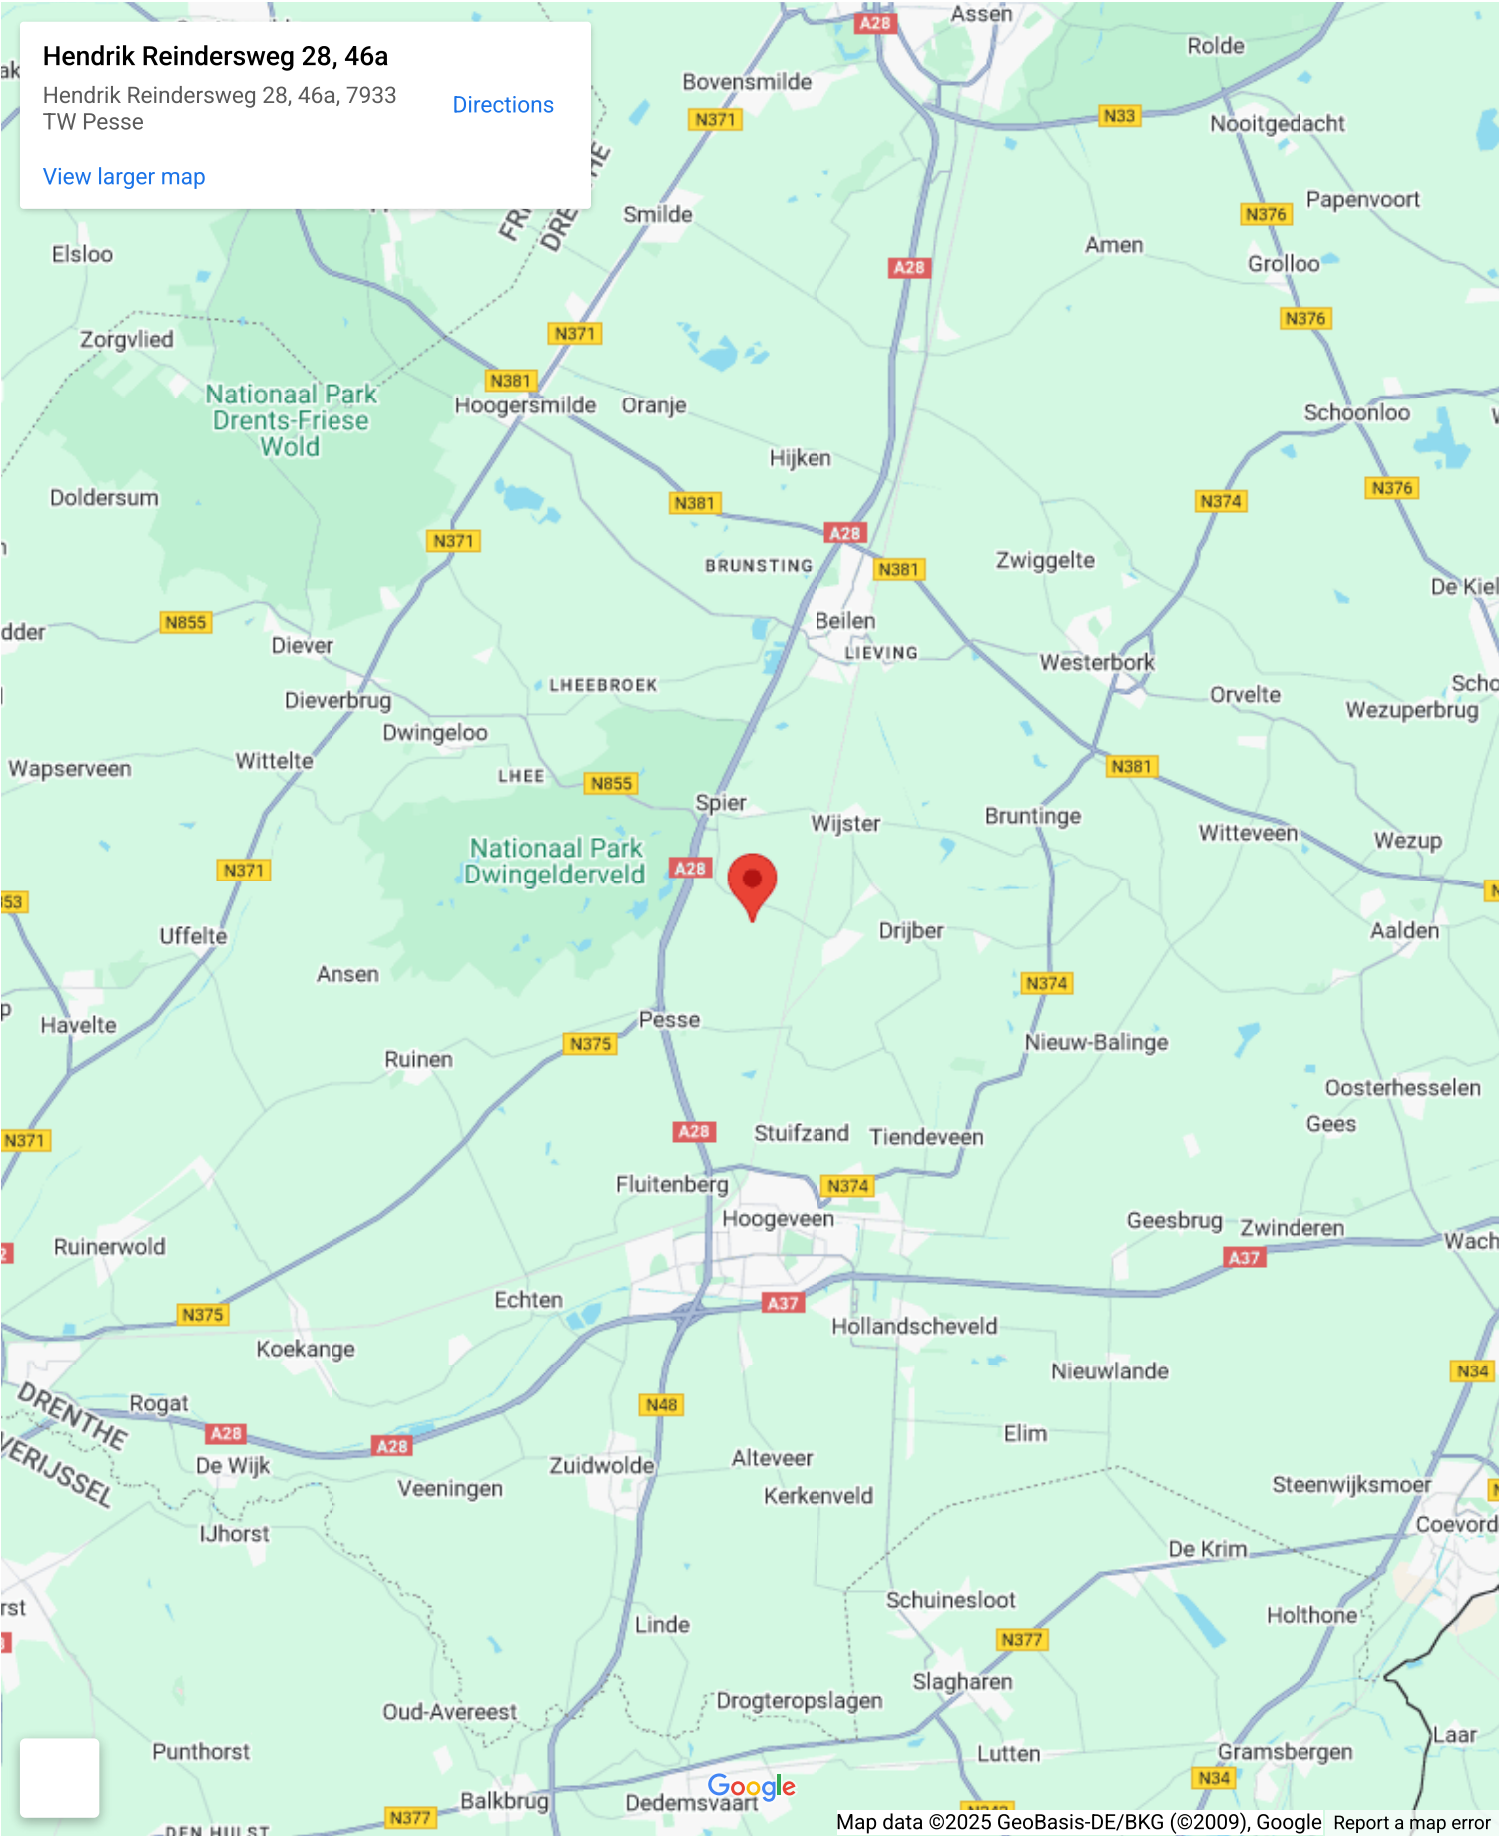 Hendrik Reindersweg 28, 46a
Hendrik Reindersweg 28, 46a, 7933
TW Pesse
Directions
View larger map
A28
Assen
Rolde
Bovensmilde
N371
N33
Nooitgedacht
DRENTHE
Smilde
N376
Papenvoort
Elsloo
Amen
Grolloo
A28
Zorgvlied
N371
N376
Nationaal Park
Drents-Friese
Wold
N381
Hoogersmilde
Oranje
Schoonloo
Hijken
Doldersum
N381
N374
N376
N371
A28
BRUNSTING
N381
Zwiggelte
De Kiel
N855
Beilen
Diever
LIEVING
Westerbork
LHEEBROEK
Dieverbrug
Orvelte
Wezuperbrug
Dwingeloo
Wapserveen
Wittelte
LHEE
N855
N381
Spier
Wijster
Bruntinge
Witteveen
Wezup
Nationaal Park
Dwingelderveld
N371
A28
Uffelte
Drijber
Aalden
Ansen
N374
Havelte
Pesse
N375
Ruinen
Nieuw-Balinge
Oosterhesselen
N371
A28
Stuifzand
Tiendeveen
Gees
Fluitenberg
N374
Hoogeveen
Geesbrug
Zwinderen
Ruinerwold
A37
Echten
A37
N375
Hollandscheveld
Koekange
Nieuwlande
N34
DRENTHE
Rogat
N48
A28
A28
Elim
De Wijk
Zuidwolde
Alteveer
Veeningen
Kerkenveld
Steenwijksmoer
IJhorst
De Krim
Schuinesloot
Holthone
Linde
N377
Slagharen
Drogteropslagen
Oud-Avereest
Laar
Punthorst
Lutten
Gramsbergen
N34
Google
Balkbrug
Dedemsvaart
N377
Map data ©2025 GeoBasis-DE/BKG (©2009), Google
Report a map error